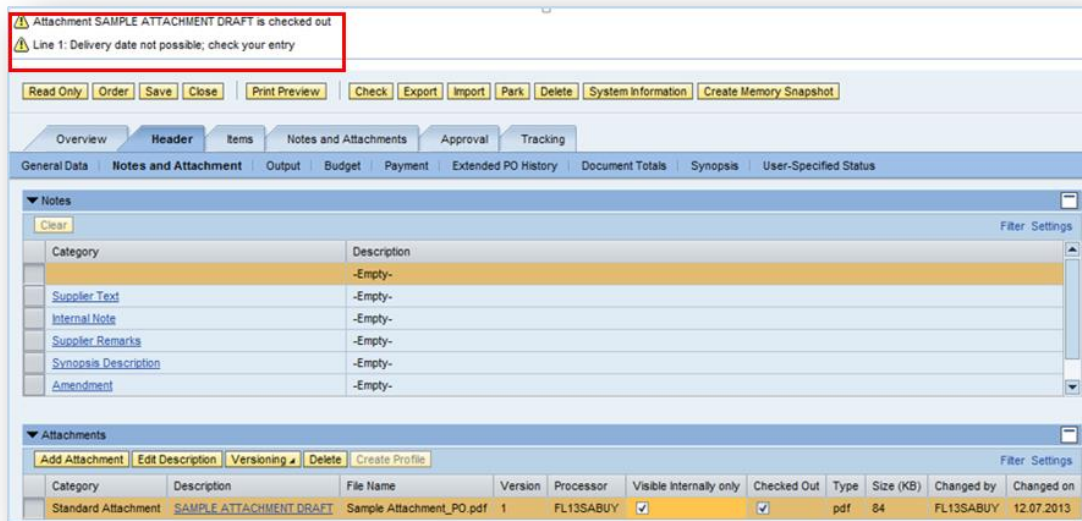 Attachment SAMPLE ATTACHMENT DRAFT is checked out
Line 1: Delivery date not possible; check your entry
Read Only Order Save Close Print Preview Check Export Import Park Delete System Information Create Memory Snapshot
Overview Header Items Notes and Attachments Approval Tracking
General Data Notes and Attachment Output Budget Payment Extended PO History Document Totals Synopsis User-Specified Status
Notes
Clear Filter Settings
Category Description
-Empty-
Supplier Text -Empty-
Internal Note -Empty-
Supplier Remarks -Empty-
Synopsis Description -Empty-
Amendment -Empty-
Attachments
Add Attachment Edit Description Versioning Delete Create Profile Filter Settings
Category Description File Name Version Processor Visible Internally only Checked Out Type Size (KB) Changed by Changed on
Standard Attachment SAMPLE ATTACHMENT DRAFT Sample Attachment_PO.pdf 1 FL13SABUY pdf 84 FL13SABUY 12.07.2013